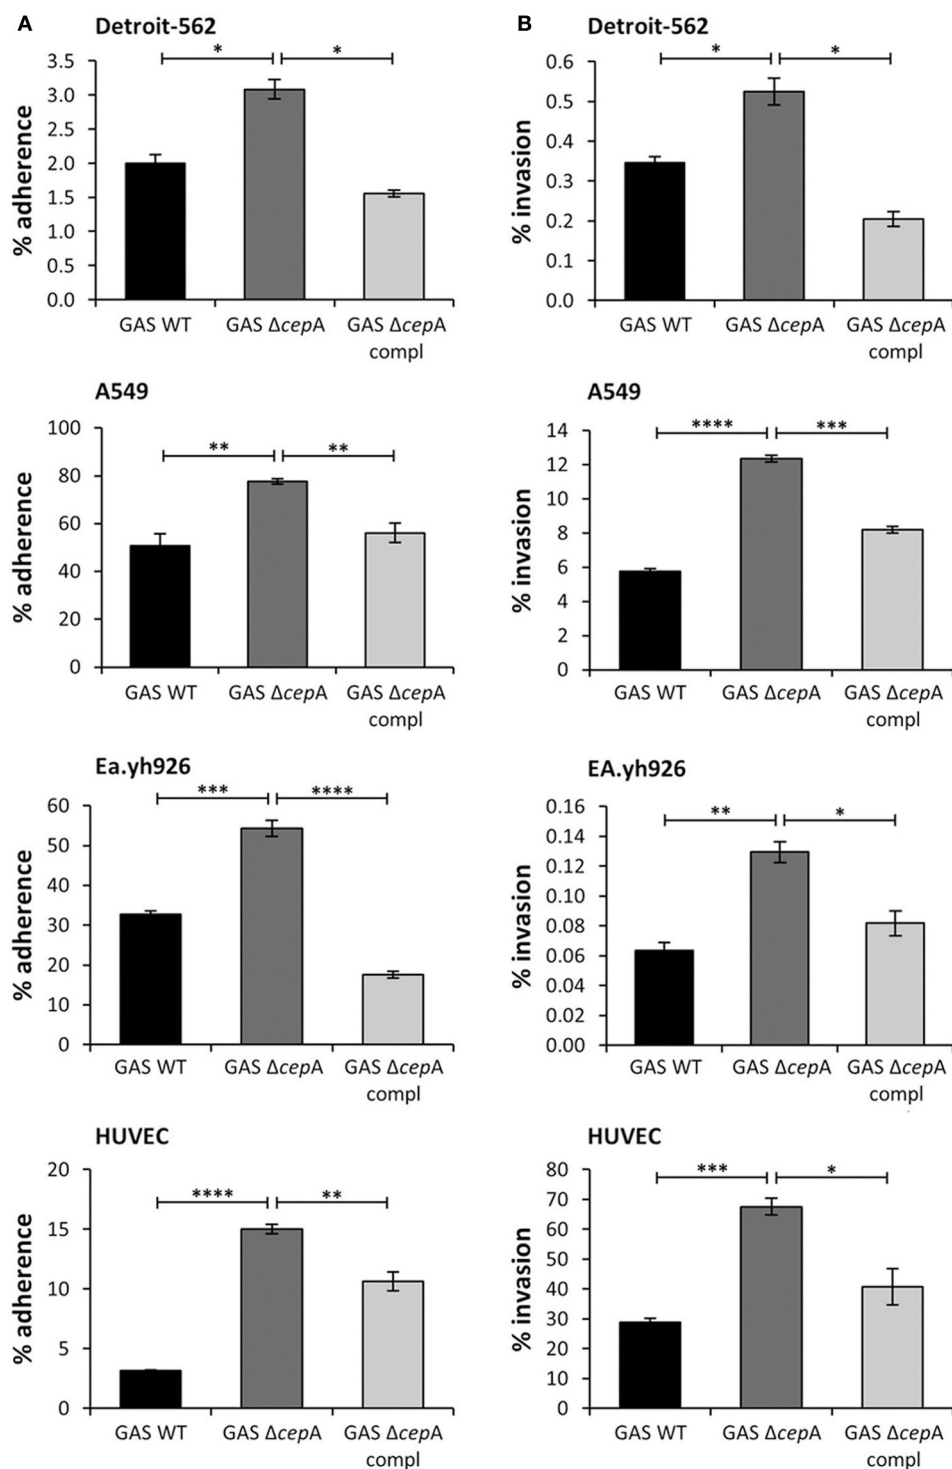 A
Detroit-562
% adherence
3.5
3.0
2.5
2.0
1.5
1.0
0.5
0.0
*
*
GAS WT
GAS ΔcepA
GAS ΔcepA
compl
B
Detroit-562
% invasion
0.6
0.5
0.4
0.3
0.2
0.1
0.0
*
*
GAS WT
GAS ΔcepA
GAS ΔcepA
compl
A549
% adherence
100
80
60
40
20
0
**
**
GAS WT
GAS ΔcepA
GAS ΔcepA
compl
A549
% invasion
14
12
10
8
6
4
2
0
****
***
GAS WT
GAS ΔcepA
GAS ΔcepA
compl
Ea.yh926
% adherence
60
50
40
30
20
10
0
***
****
GAS WT
GAS ΔcepA
GAS ΔcepA
compl
EA.yh926
% invasion
0.16
0.14
0.12
0.10
0.08
0.06
0.04
0.02
0.00
**
*
GAS WT
GAS ΔcepA
GAS ΔcepA
compl
HUVEC
% adherence
20
15
10
5
0
****
**
GAS WT
GAS ΔcepA
GAS ΔcepA
compl
HUVEC
% invasion
80
70
60
50
40
30
20
10
0
***
*
GAS WT
GAS ΔcepA
GAS ΔcepA
compl